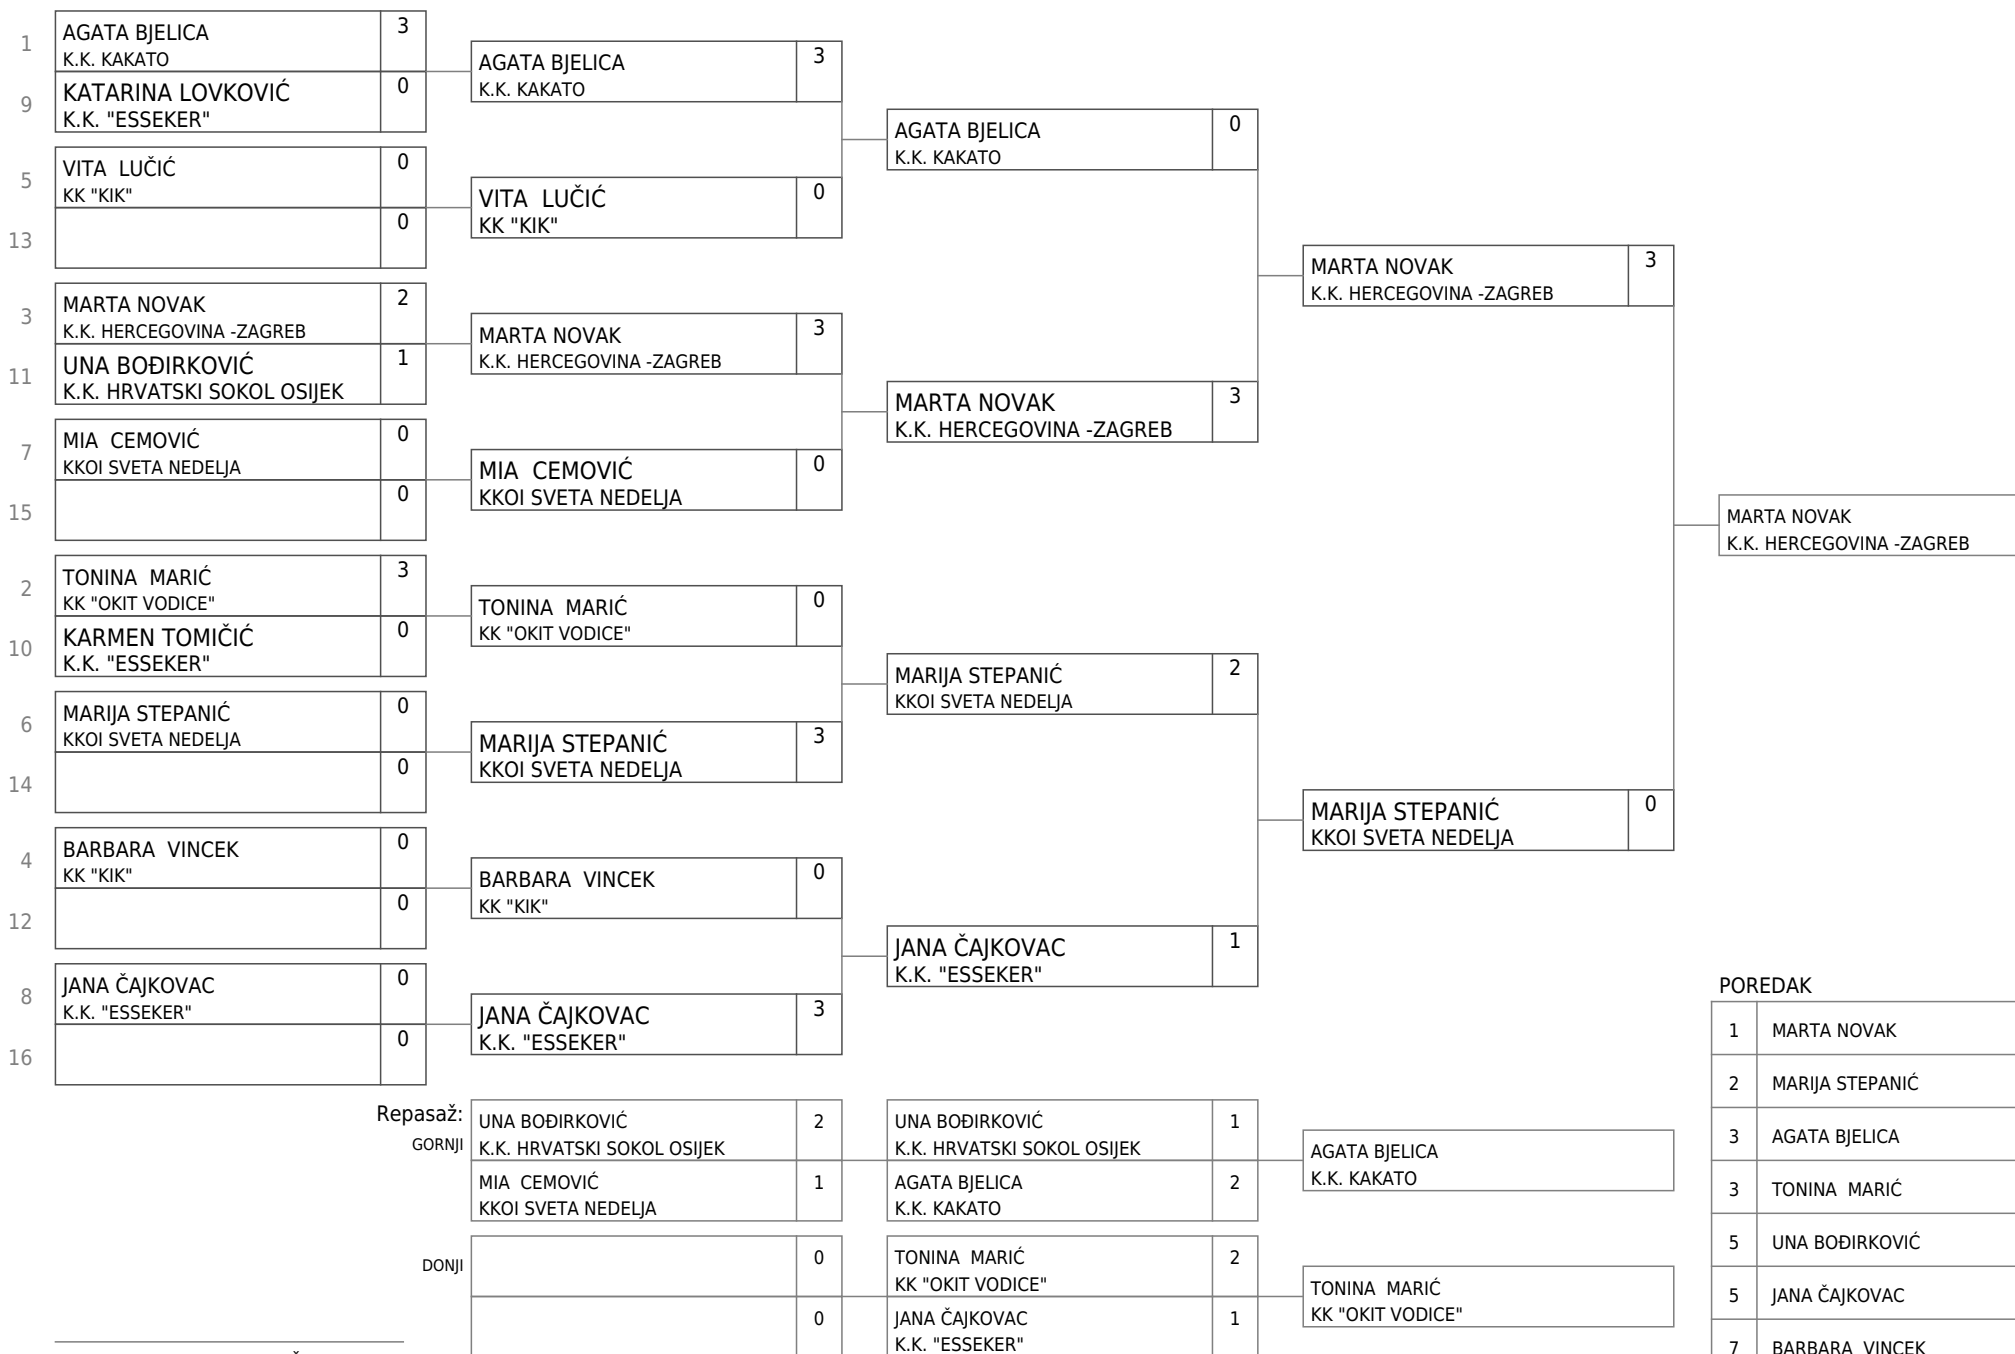 1
AGATA BJELICA
K.K. KAKATO
3
9
KATARINA LOVKOVIĆ
K.K. "ESSEKER"
0
5
VITA LUČIĆ
KK "KIK"
0
13
0
3
MARTA NOVAK
K.K. HERCEGOVINA -ZAGREB
2
11
UNA BOĐIRKOVIĆ
K.K. HRVATSKI SOKOL OSIJEK
1
7
MIA CEMOVIĆ
KKOI SVETA NEDELJA
0
15
0
2
TONINA MARIĆ
KK "OKIT VODICE"
3
10
KARMEN TOMIČIĆ
K.K. "ESSEKER"
0
6
MARIJA STEPANIĆ
KKOI SVETA NEDELJA
0
14
0
4
BARBARA VINCEK
KK "KIK"
0
12
0
8
JANA ČAJKOVAC
K.K. "ESSEKER"
0
16
0
AGATA BJELICA
K.K. KAKATO
3
VITA LUČIĆ
KK "KIK"
0
MARTA NOVAK
K.K. HERCEGOVINA -ZAGREB
3
MIA CEMOVIĆ
KKOI SVETA NEDELJA
0
TONINA MARIĆ
KK "OKIT VODICE"
0
MARIJA STEPANIĆ
KKOI SVETA NEDELJA
3
BARBARA VINCEK
KK "KIK"
0
JANA ČAJKOVAC
K.K. "ESSEKER"
3
AGATA BJELICA
K.K. KAKATO
0
MARTA NOVAK
K.K. HERCEGOVINA -ZAGREB
3
MARIJA STEPANIĆ
KKOI SVETA NEDELJA
2
JANA ČAJKOVAC
K.K. "ESSEKER"
1
MARTA NOVAK
K.K. HERCEGOVINA -ZAGREB
3
MARIJA STEPANIĆ
KKOI SVETA NEDELJA
0
MARTA NOVAK
K.K. HERCEGOVINA -ZAGREB
Repasaž:
GORNJI
UNA BOĐIRKOVIĆ
K.K. HRVATSKI SOKOL OSIJEK
2
MIA CEMOVIĆ
KKOI SVETA NEDELJA
1
UNA BOĐIRKOVIĆ
K.K. HRVATSKI SOKOL OSIJEK
1
AGATA BJELICA
K.K. KAKATO
2
AGATA BJELICA
K.K. KAKATO
DONJI
0
0
TONINA MARIĆ
KK "OKIT VODICE"
2
JANA ČAJKOVAC
K.K. "ESSEKER"
1
TONINA MARIĆ
KK "OKIT VODICE"
POREDAK
1 MARTA NOVAK
2 MARIJA STEPANIĆ
3 AGATA BJELICA
3 TONINA MARIĆ
5 UNA BOĐIRKOVIĆ
5 JANA ČAJKOVAC
7 BARBARA VINCEK